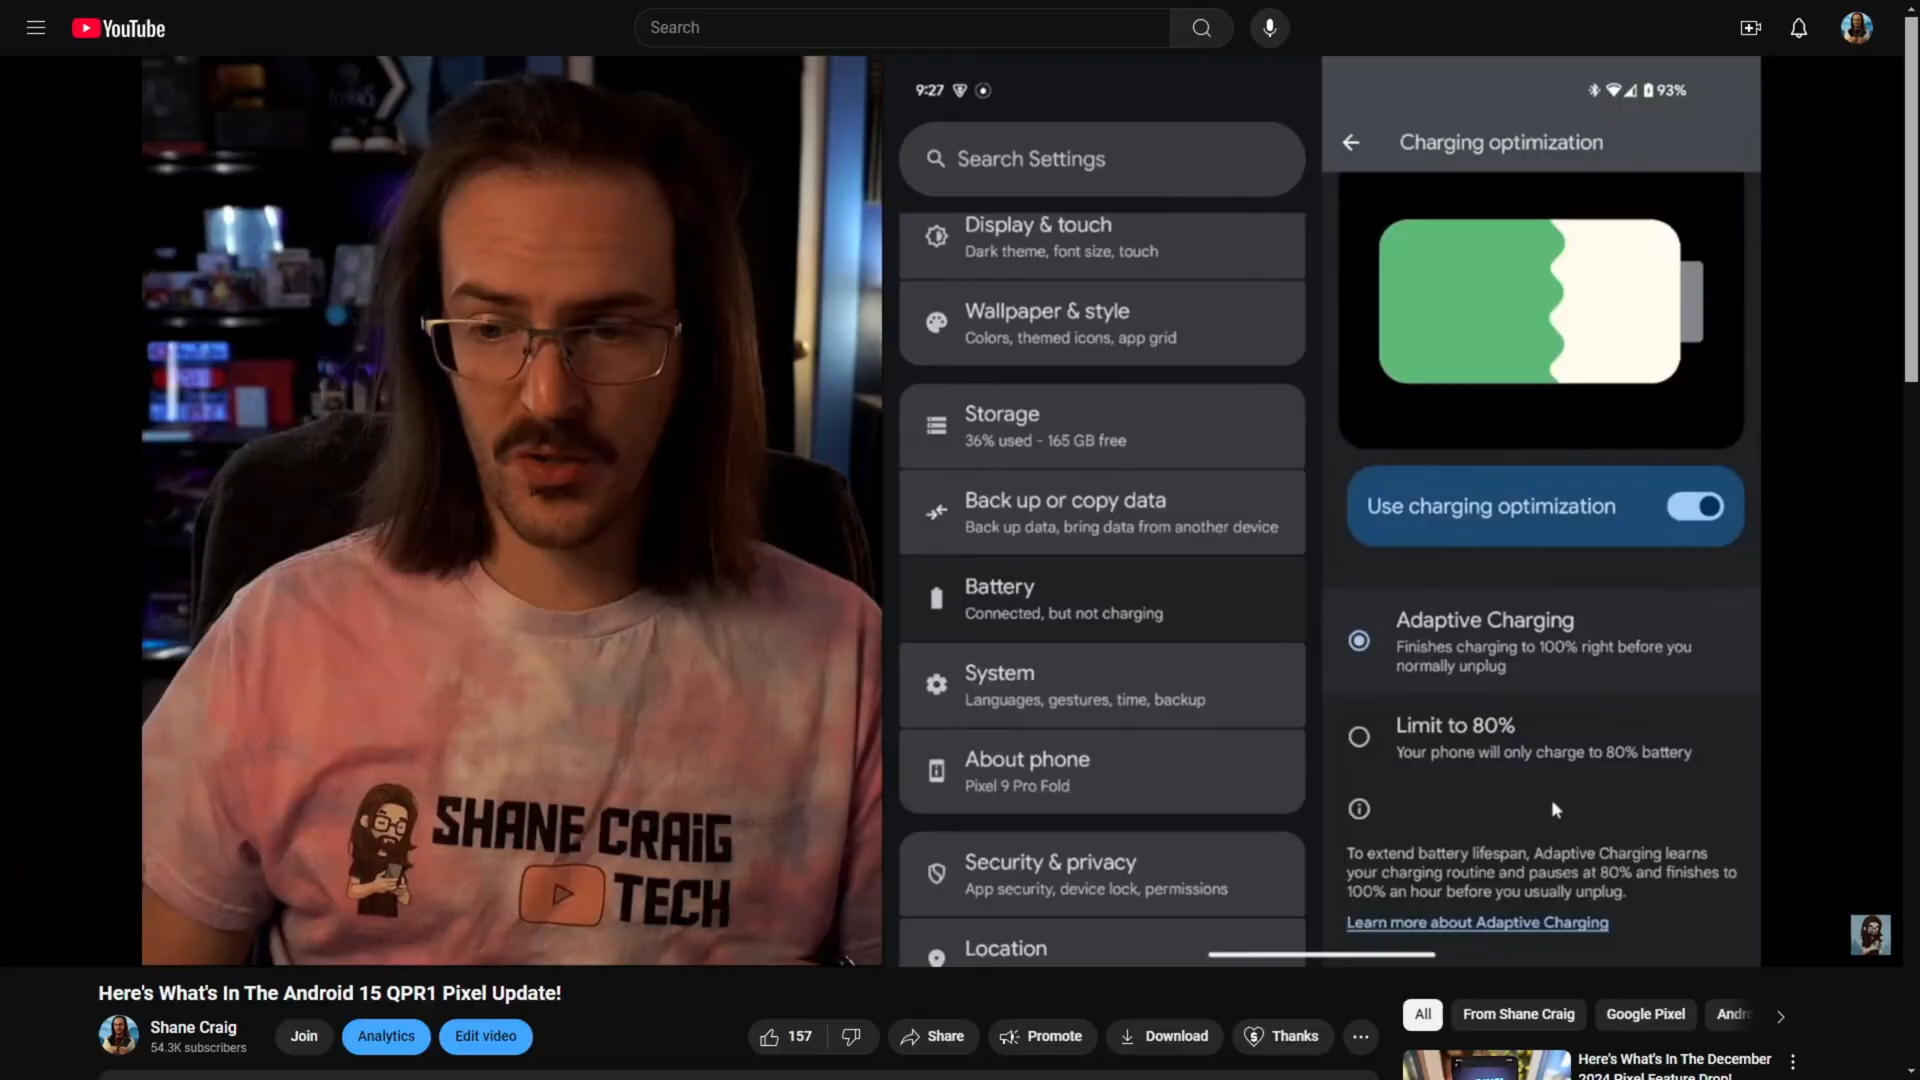 YouTube
Search
9:27
93%
Search Settings
Charging optimization
Display & touch
Dark theme, font size, touch
Wallpaper & style
Colors, themed icons, app grid
Storage
36% used - 165 GB free
Back up or copy data
Back up data, bring data from another device
Battery
Connected, but not charging
System
Languages, gestures, time, backup
About phone
Pixel 9 Pro Fold
Security & privacy
App security, device lock, permissions
Location
Use charging optimization
Adaptive Charging
Finishes charging to 100% right before you
normally unplug
Limit to 80%
Your phone will only charge to 80% battery
To extend battery lifespan, Adaptive Charging learns
your charging routine and pauses at 80% and finishes to
100% an hour before you usually unplug.
Learn more about Adaptive Charging
SHANE CRAIG
TECH
Here's What's In The Android 15 QPR1 Pixel Update!
Shane Craig
54.3K subscribers
Join
Analytics
Edit video
157
Share
Promote
Download
Thanks
All
From Shane Craig
Google Pixel
Andro
Here's What's In The December
2024 Pixel Feature Drop!